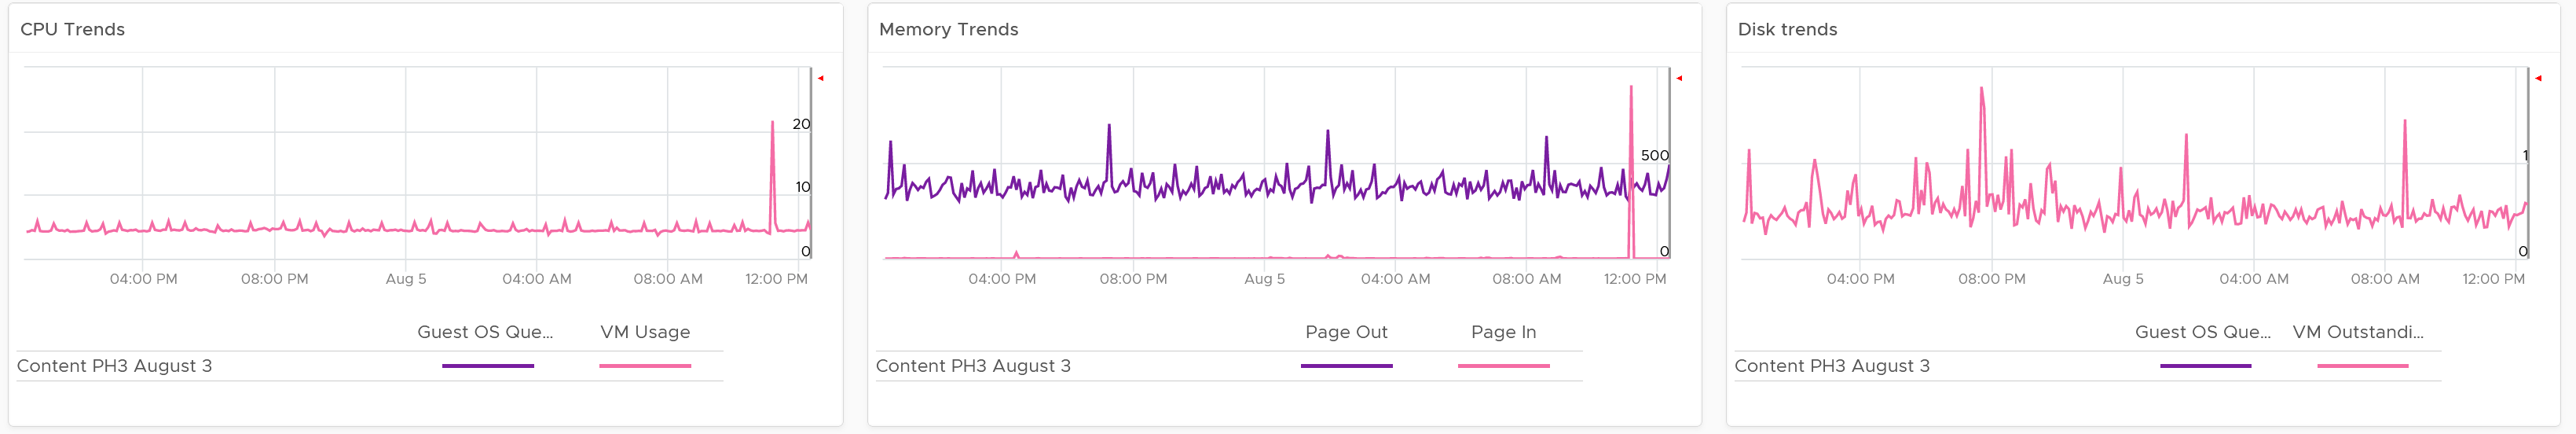 CPU Trends
20
10
0
04:00 PM 08:00 PM Aug 5 04:00 AM 08:00 AM 12:00 PM
Guest OS Que... VM Usage
Content PH3 August 3
Memory Trends
500
0
04:00 PM 08:00 PM Aug 5 04:00 AM 08:00 AM 12:00 PM
Page Out Page In
Content PH3 August 3
Disk trends
1
0
04:00 PM 08:00 PM Aug 5 04:00 AM 08:00 AM 12:00 PM
Guest OS Que... VM Outstandi...
Content PH3 August 3